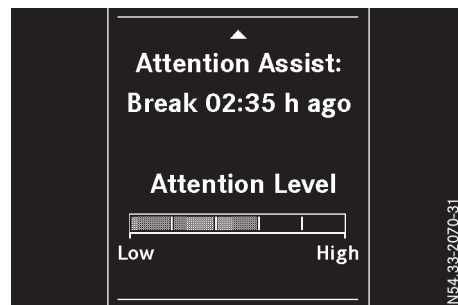 Attention Assist:
Break 02:35 h ago
Attention Level
Low High
N54.33-2070-31